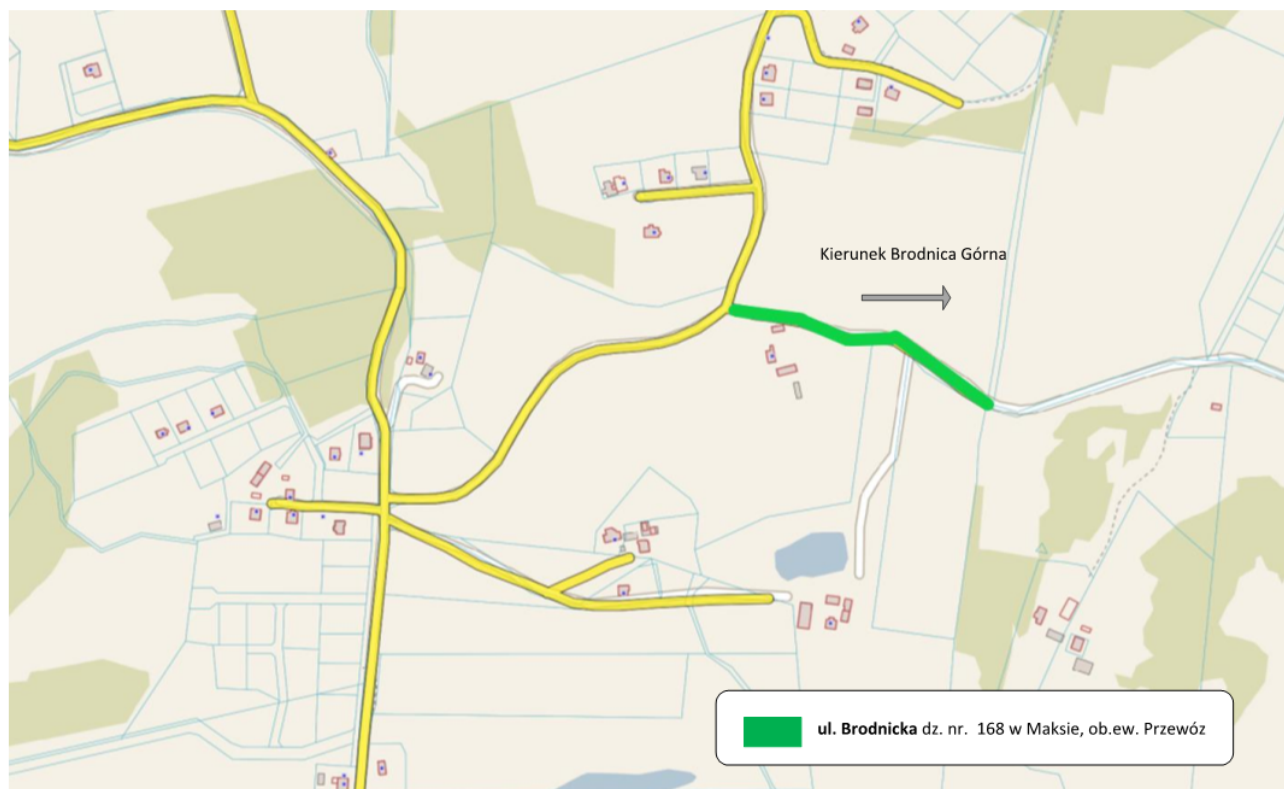 Kierunek Brodnica Górna
ul. Brodnicka dz. nr. 168 w Maksie, ob.ew. Przewóz